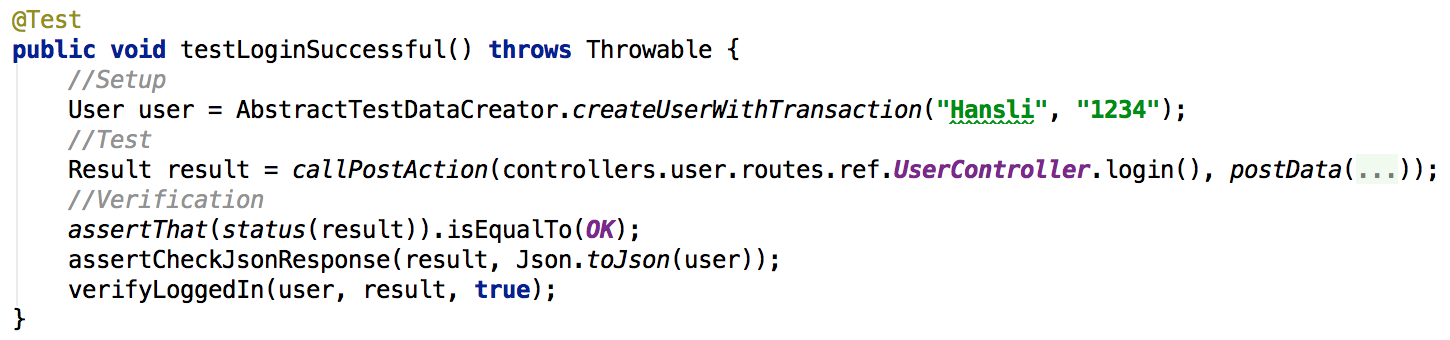 @Test
public void testLoginSuccessful() throws Throwable {
    //Setup
    User user = AbstractTestDataCreator.createUserWithTransaction("Hansli", "1234");
    //Test
    Result result = callPostAction(controllers.user.routes.ref.UserController.login(), postData(...));
    //Verification
    assertThat(status(result)).isEqualTo(OK);
    assertCheckJsonResponse(result, Json.toJson(user));
    verifyLoggedIn(user, result, true);
}